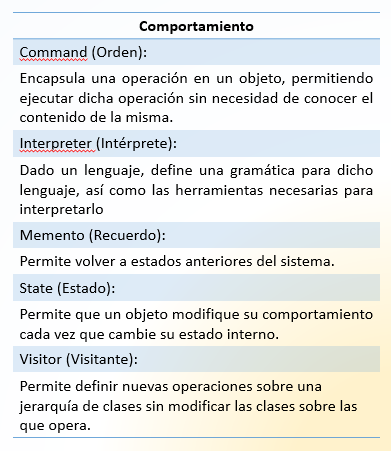 Comportamiento
Command (Orden):
Encapsula una operación en un objeto, permitiendo
ejecutar dicha operación sin necesidad de conocer el
contenido de la misma.
Interpreter (Intérprete):
Dado un lenguaje, define una gramática para dicho
lenguaje, así como las herramientas necesarias para
interpretarlo
Memento (Recuerdo):
Permite volver a estados anteriores del sistema.
State (Estado):
Permite que un objeto modifique su comportamiento
cada vez que cambie su estado interno.
Visitor (Visitante):
Permite definir nuevas operaciones sobre una
jerarquía de clases sin modificar las clases sobre las
que opera.